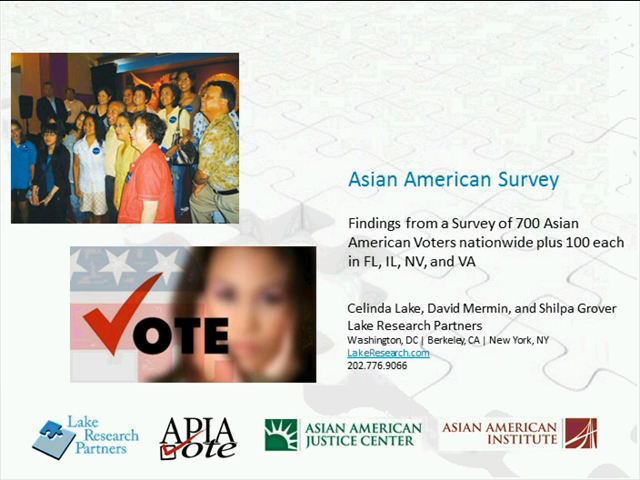 Asian American Survey
Findings from a Survey of 700 Asian
American Voters nationwide plus 100 each
in FL, IL, NV, and VA
Celinda Lake, David Mermin, and Shilpa Grover
Lake Research Partners
Washington, DC | Berkeley, CA | New York, NY
LakeResearch.com
202.776.9066
VOTE
Lake
Research
Partners
APIA
Vote
ASIAN AMERICAN
JUSTICE CENTER
ASIAN AMERICAN
INSTITUTE